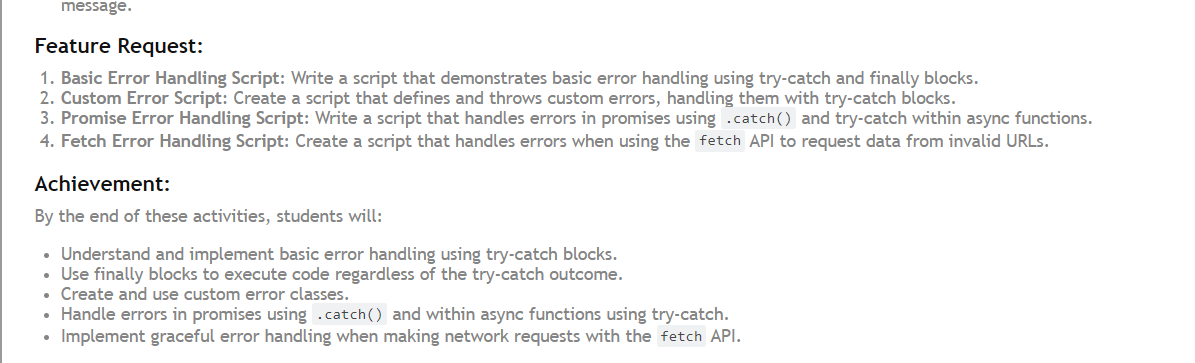 message.
Feature Request:
1. Basic Error Handling Script: Write a script that demonstrates basic error handling using try-catch and finally blocks.
2. Custom Error Script: Create a script that defines and throws custom errors, handling them with try-catch blocks.
3. Promise Error Handling Script: Write a script that handles errors in promises using .catch() and try-catch within async functions.
4. Fetch Error Handling Script: Create a script that handles errors when using the fetch API to request data from invalid URLs.
Achievement:
By the end of these activities, students will:
• Understand and implement basic error handling using try-catch blocks.
• Use finally blocks to execute code regardless of the try-catch outcome.
• Create and use custom error classes.
• Handle errors in promises using .catch() and within async functions using try-catch.
• Implement graceful error handling when making network requests with the fetch API.